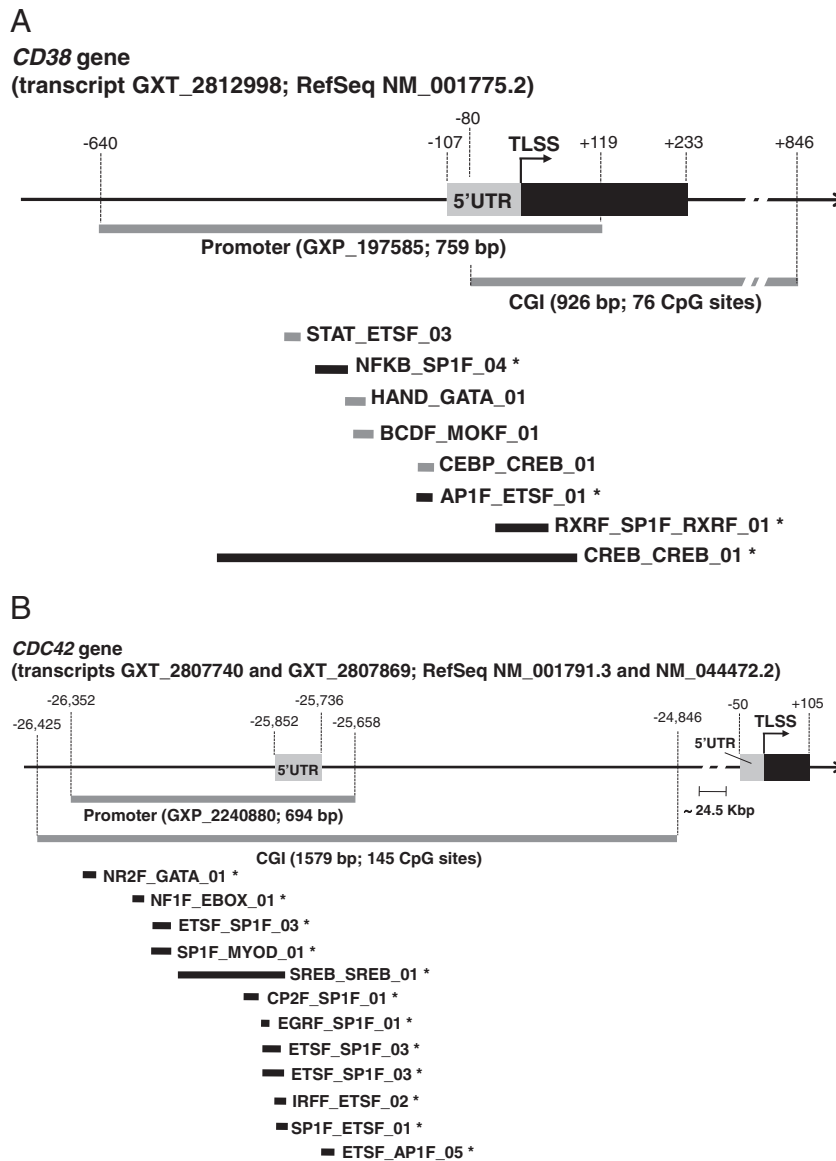 A
CD38 gene
(transcript GXT_2812998; RefSeq NM_001775.2)
-80
-640 -107 TLSS +119 +233 +846
5'UTR
Promoter (GXP_197585; 759 bp)
CGI (926 bp; 76 CpG sites)
STAT_ETSF_03
NFKB_SP1F_04 *
HAND_GATA_01
BCDF_MOKF_01
CEBP_CREB_01
AP1F_ETSF_01 *
RXRF_SP1F_RXRF_01 *
CREB_CREB_01 *
B
CDC42 gene
(transcripts GXT_2807740 and GXT_2807869; RefSeq NM_001791.3 and NM_044472.2)
-26,352 -25,736 -50 +105
-26,425 -25,852 -25,658 -24,846 TLSS
5'UTR
5'UTR
~ 24.5 Kbp
Promoter (GXP_2240880; 694 bp)
CGI (1579 bp; 145 CpG sites)
NR2F_GATA_01 *
NF1F_EBOX_01 *
ETSF_SP1F_03 *
SP1F_MYOD_01 *
SREB_SREB_01 *
CP2F_SP1F_01 *
EGRF_SP1F_01 *
ETSF_SP1F_03 *
ETSF_SP1F_03 *
IRFF_ETSF_02 *
SP1F_ETSF_01 *
ETSF_AP1F_05 *